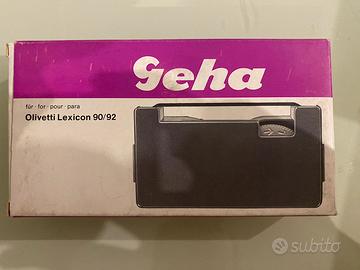 Geha
für · for · pour · para
Olivetti Lexicon 90/92
subito